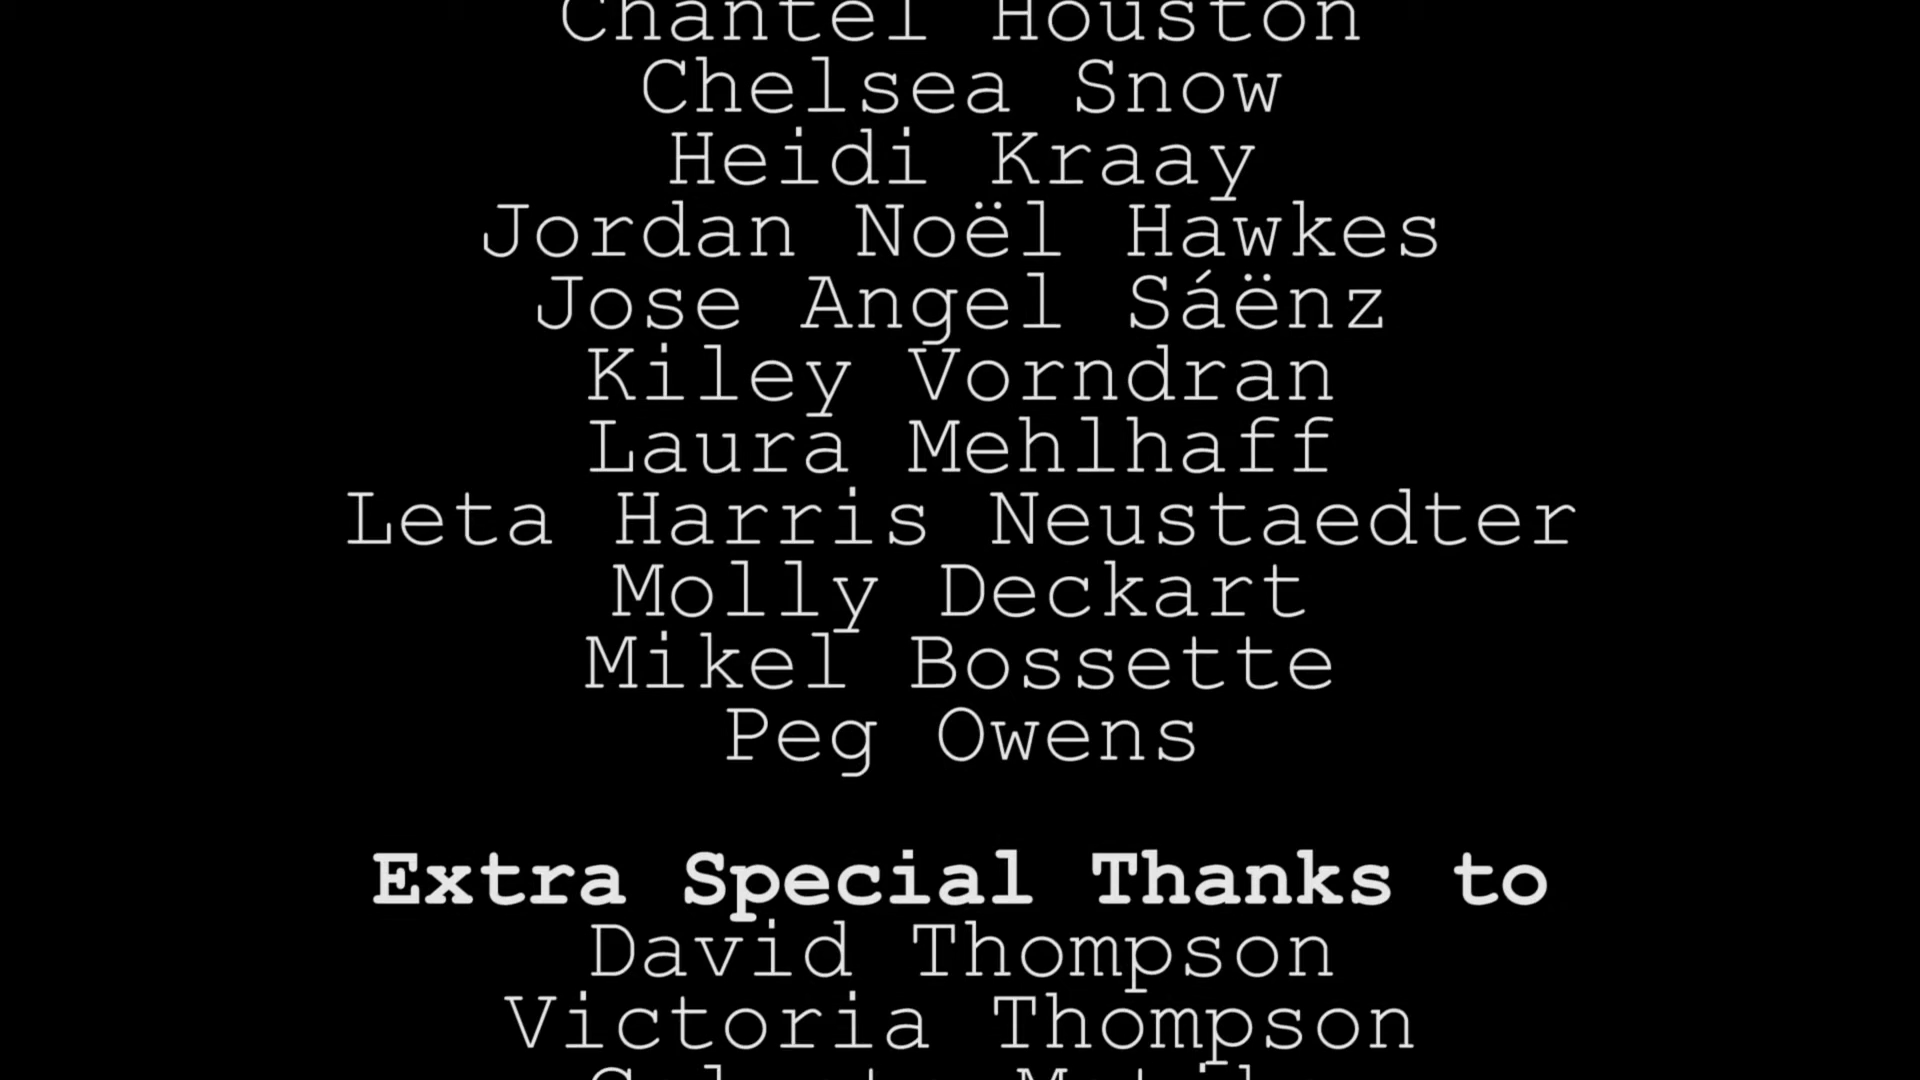 Chantel Houston
Chelsea Snow
Heidi Kraay
Jordan Noël Hawkes
Jose Angel Sáënz
Kiley Vorndran
Laura Mehlhaff
Leta Harris Neustaedter
Molly Deckart
Mikel Bossette
Peg Owens
Extra Special Thanks to
David Thompson
Victoria Thompson